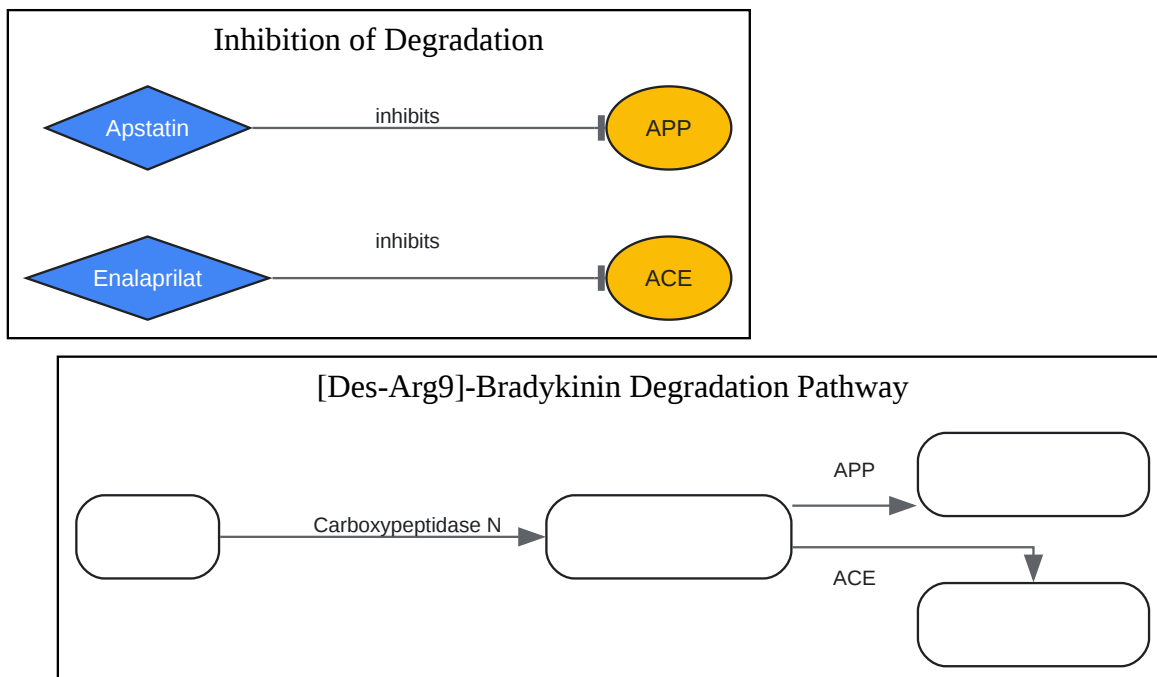 Inhibition of Degradation
Apstatin
inhibits
APP
Enalaprilat
inhibits
ACE
[Des-Arg9]-Bradykinin Degradation Pathway
Carboxypeptidase N
APP
ACE